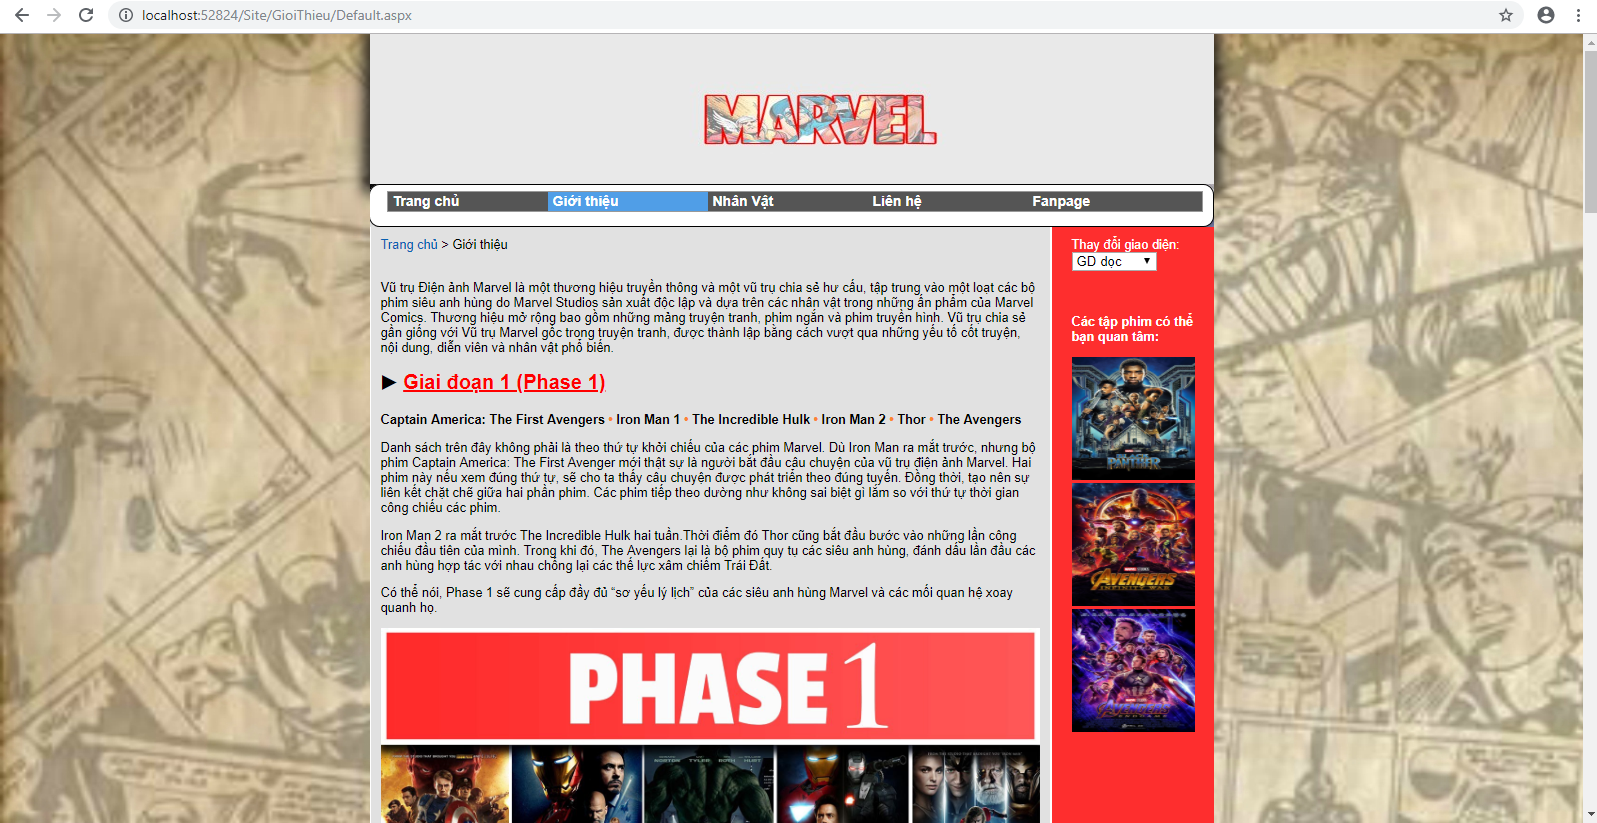 localhost:52824/Site/GioiThieu/Default.aspx
MARVEL
Trang chủ
Giới thiệu
Nhân Vật
Liên hệ
Fanpage
Trang chủ > Giới thiệu
Vũ trụ Điện ảnh Marvel là một thương hiệu truyền thông và một vũ trụ chia sẻ hư cấu, tập trung vào một loạt các bộ
phim siêu anh hùng do Marvel Studios sản xuất độc lập và dựa trên các nhân vật trong những ấn phẩm của Marvel
Comics. Thương hiệu mở rộng bao gồm những mảng truyện tranh, phim ngắn và phim truyền hình. Vũ trụ chia sẻ
gần giống với Vũ trụ Marvel gốc trong truyện tranh, được thành lập bằng cách vượt qua những yếu tố cốt truyện,
nội dung, diễn viên và nhân vật phổ biến.
► Giai đoạn 1 (Phase 1)
Captain America: The First Avengers • Iron Man 1 • The Incredible Hulk • Iron Man 2 • Thor • The Avengers
Danh sách trên đây không phải là theo thứ tự khởi chiếu của các phim Marvel. Dù Iron Man ra mắt trước, nhưng bộ
phim Captain America: The First Avenger mới thật sự là người bắt đầu câu chuyện của vũ trụ điện ảnh Marvel. Hai
phim này nếu xem đúng thứ tự, sẽ cho ta thấy câu chuyện được phát triển theo đúng tuyến. Đồng thời, tạo nên sự
liên kết chặt chẽ giữa hai phần phim. Các phim tiếp theo dường như không sai biệt gì lắm so với thứ tự thời gian
công chiếu các phim.
Iron Man 2 ra mắt trước The Incredible Hulk hai tuần.Thời điểm đó Thor cũng bắt đầu bước vào những lần công
chiếu đầu tiên của mình. Trong khi đó, The Avengers lại là bộ phim quy tụ các siêu anh hùng, đánh dấu lần đầu các
anh hùng hợp tác với nhau chống lại các thế lực xâm chiếm Trái Đất.
Có thể nói, Phase 1 sẽ cung cấp đầy đủ “sơ yếu lý lịch” của các siêu anh hùng Marvel và các mối quan hệ xoay
quanh họ.
PHASE 1
NORTON TYLER ROTH HURT
Thay đổi giao diện:
GD dọc
Các tập phim có thể
bạn quan tâm:
BLACK PANTHER
AVENGERS
INFINITY WAR
AVENGERS